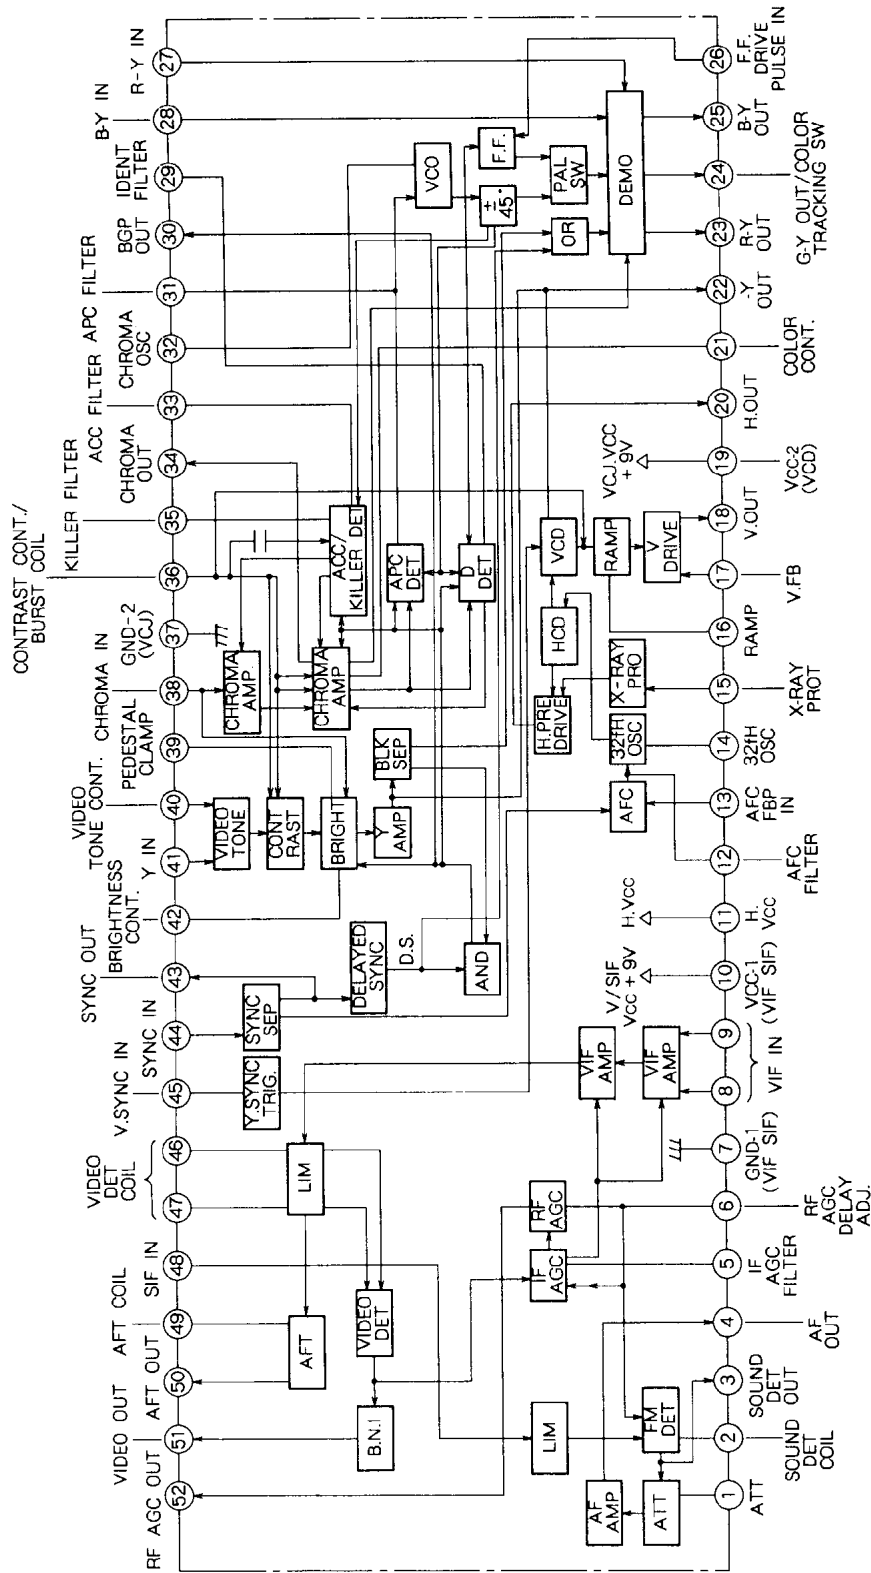 RF AGC OUT
VIDEO OUT
AFT OUT
AFT COIL
SIF IN
VIDEO
DET
COIL
V.SYNC IN
SYNC IN
SYNC OUT
BRIGHTNESS
CONT.
Y IN
VIDEO
TONE CONT.
PEDESTAL
CLAMP
CHROMA IN
GND-2
(VCJ)
CONTRAST CONT./
BURST COIL
KILLER FILTER
CHROMA
OUT
ACC FILTER
CHROMA
OSC
APC FILTER
BGP
OUT
IDENT
FILTER
B-Y IN
R-Y IN
52
51
50
49
48
47
46
45
44
43
42
41
40
39
38
37
36
35
34
33
32
31
30
29
28
27
B.N.I
AFT
VIDEO
DET
LIM
Y.SYNC
TRIG.
SYNC
SEP
DELAYED
SYNC
D.S.
AND
VIDEO
TONE
CONT
RAST
BRIGHT
Y
AMP
BLK
SEP
CHROMA
AMP
CHROMA
AMP
ACC/
KILLER DET
APC
DET
D
DET
VCO
±
45°
F.F.
PAL
SW
OR
DEMO
LIM
AF
AMP
ATT
FM
DET
IF
AGC
RF
AGC
VIF
AMP
VIF
AMP
V/SIF
VCC + 9V
H.VCC
AFC
32fH
OSC
X-RAY
PRO
H.PRE
DRIVE
HCD
VCD
RAMP
V
DRIVE
VCJ.VCC
+ 9V
1
2
3
4
5
6
7
8
9
10
11
12
13
14
15
16
17
18
19
20
21
22
23
24
25
26
ATT
SOUND
DET
COIL
SOUND
DET
OUT
AF
OUT
IF
AGC
FILTER
RF
AGC
DELAY
ADJ.
GND-1
(VIF SIF)
VIF IN
VCC-1
(VIF SIF)
H.
VCC
AFC
FILTER
AFC
FBP
IN
32fH
OSC
X-RAY
PROT
RAMP
V.FB
V.OUT
VCC-2
(VCD)
H.OUT
COLOR
CONT.
-Y
OUT
R-Y
OUT
G-Y OUT/COLOR
TRACKING SW
B-Y
OUT
F.F.
DRIVE
PULSE IN